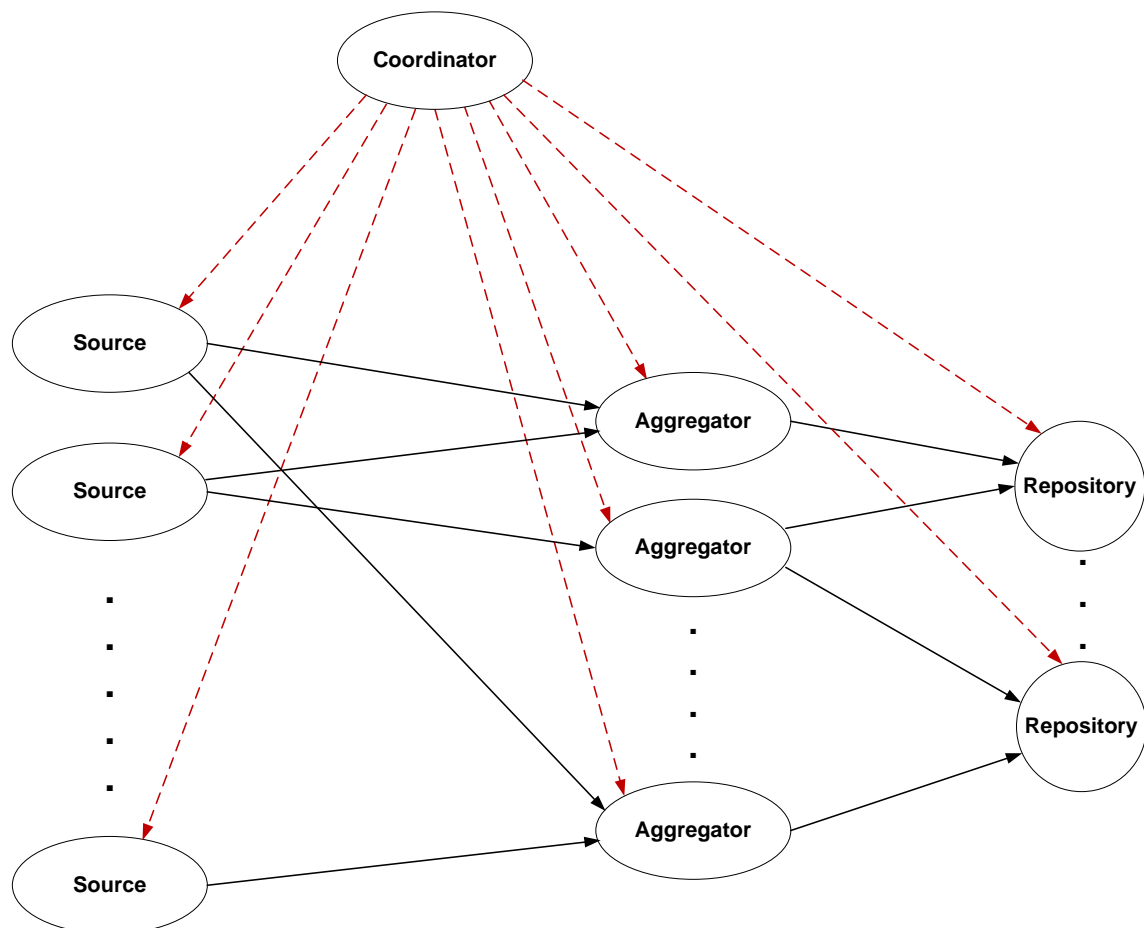 Coordinator
Source
Aggregator
Source
Repository
Aggregator
Repository
Aggregator
Source